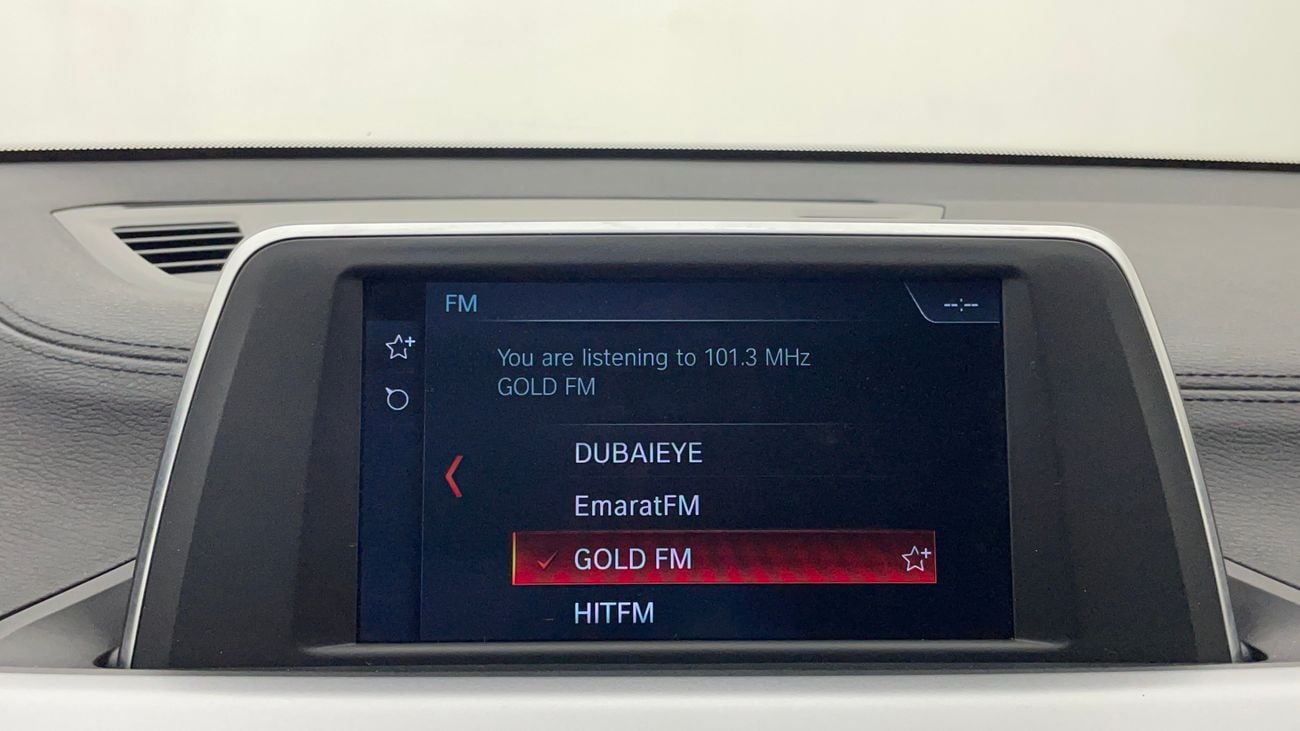 FM
--:--
You are listening to 101.3 MHz
GOLD FM
DUBAIEYE
EmaratFM
GOLD FM
HITFM